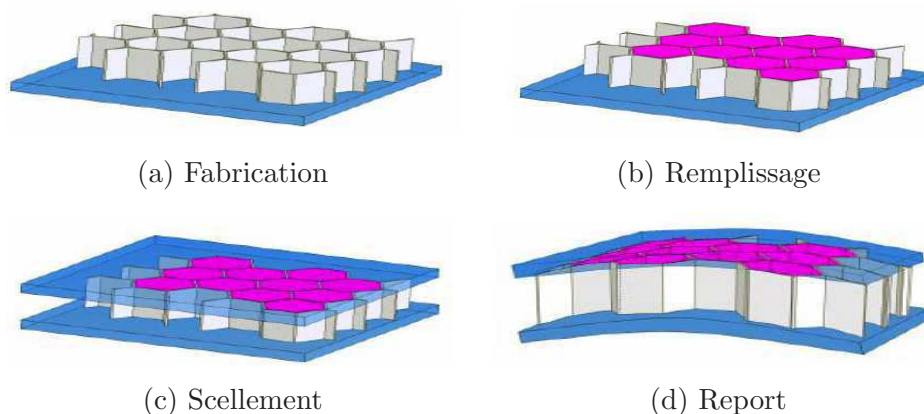 (a) Fabrication
(b) Remplissage
(c) Scellement
(d) Report